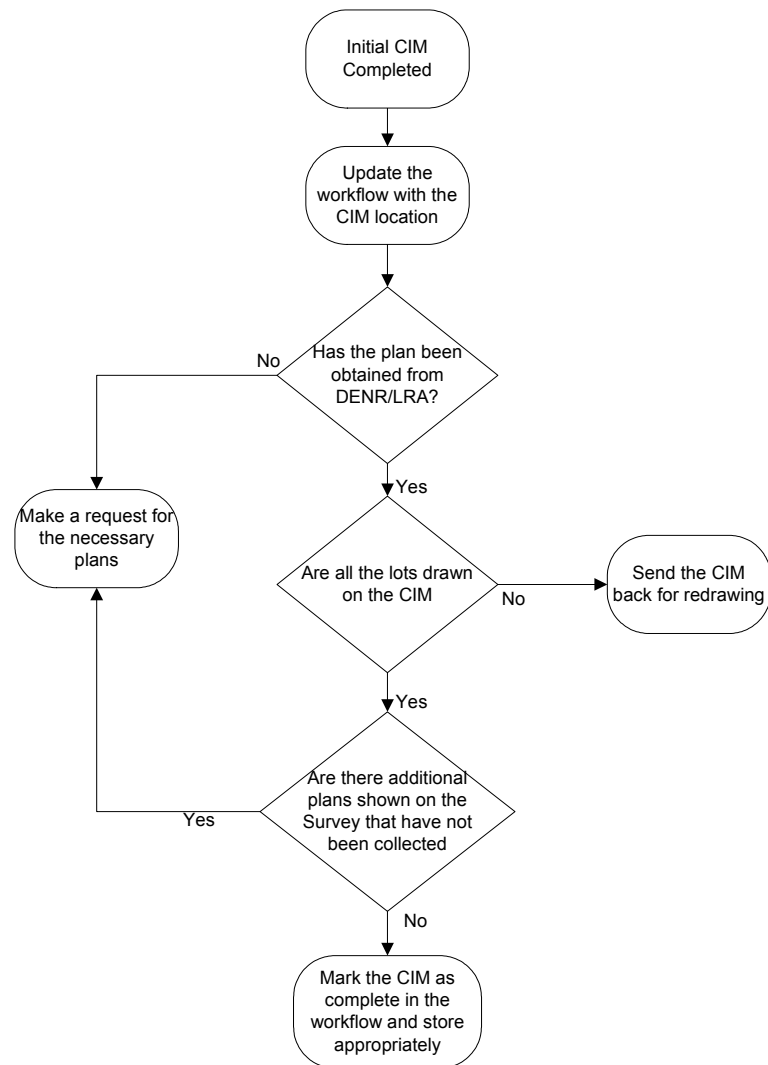 Initial CIM
Completed
Update the
workflow with the
CIM location
No
Has the plan been
obtained from
DENR/LRA?
Yes
Make a request for
the necessary
plans
Are all the lots drawn
on the CIM
No
Send the CIM
back for redrawing
Yes
Are there additional
plans shown on the
Survey that have not
been collected
Yes
No
Mark the CIM as
complete in the
workflow and store
appropriately